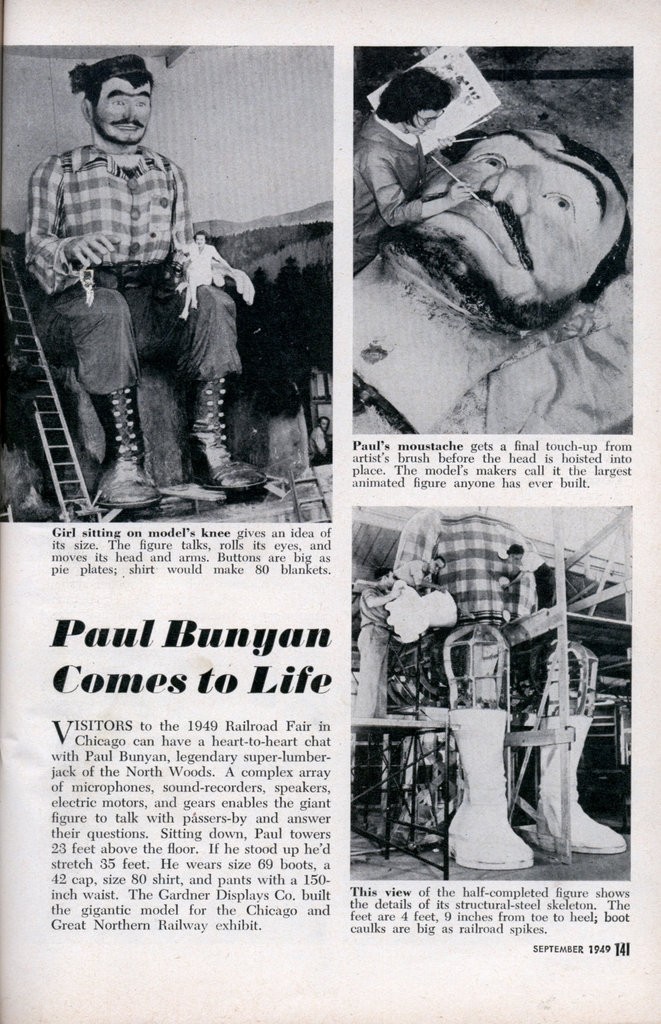 Girl sitting on model's knee gives an idea of
its size. The figure talks, rolls its eyes, and
moves its head and arms. Buttons are big as
pie plates; shirt would make 80 blankets.
Paul Bunyan
Comes to Life
VISITORS to the 1949 Railroad Fair in
Chicago can have a heart-to-heart chat
with Paul Bunyan, legendary super-lumber-
jack of the North Woods. A complex array
of microphones, sound-recorders, speakers,
electric motors, and gears enables the giant
figure to talk with passers-by and answer
their questions. Sitting down, Paul towers
23 feet above the floor. If he stood up he'd
stretch 35 feet. He wears size 69 boots, a
42 cap, size 80 shirt, and pants with a 150-
inch waist. The Gardner Displays Co. built
the gigantic model for the Chicago and
Great Northern Railway exhibit.
Paul's moustache gets a final touch-up from
artist's brush before the head is hoisted into
place. The model's makers call it the largest
animated figure anyone has ever built.
This view of the half-completed figure shows
the details of its structural-steel skeleton. The
feet are 4 feet, 9 inches from toe to heel; boot
caulks are big as railroad spikes.
SEPTEMBER 1949 141